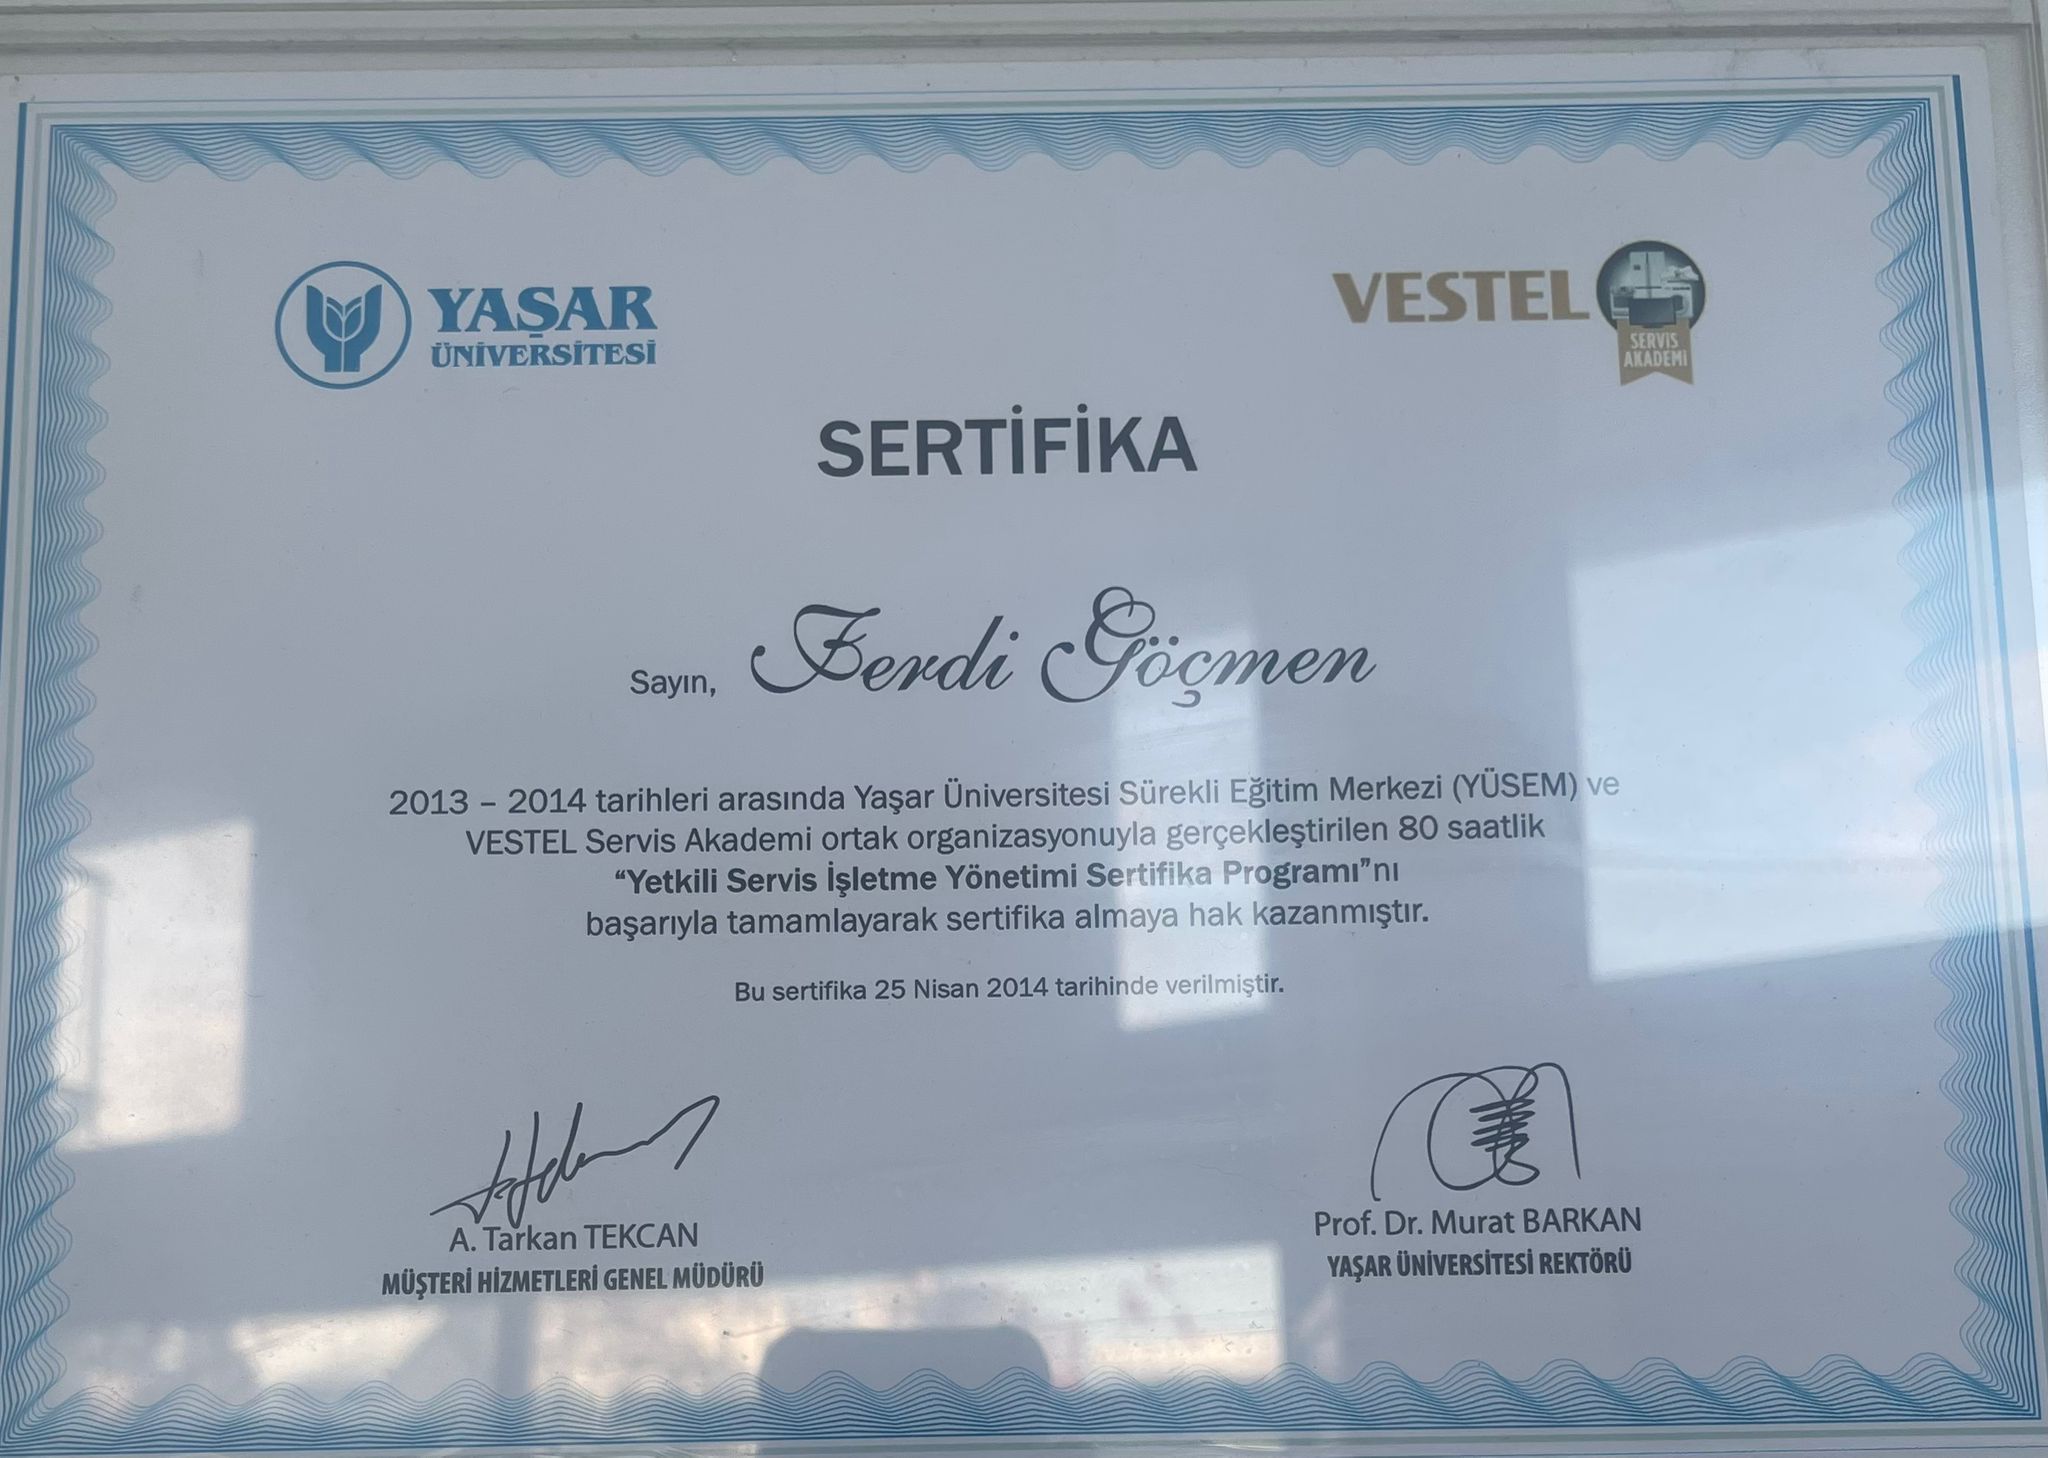 YAŞAR
ÜNİVERSİTESİ
VESTEL
SERVİS
AKADEMİ
SERTİFİKA
Sayın, Ferdi Göçmen
2013 – 2014 tarihleri arasında Yaşar Üniversitesi Sürekli Eğitim Merkezi (YÜSEM) ve
VESTEL Servis Akademi ortak organizasyonuyla gerçekleştirilen 80 saatlik
“Yetkili Servis İşletme Yönetimi Sertifika Programı”nı
başarıyla tamamlayarak sertifika almaya hak kazanmıştır.
Bu sertifika 25 Nisan 2014 tarihinde verilmiştir.
A. Tarkan TEKCAN
MÜŞTERİ HİZMETLERİ GENEL MÜDÜRÜ
Prof. Dr. Murat BARKAN
YAŞAR ÜNİVERSİTESİ REKTÖRÜ